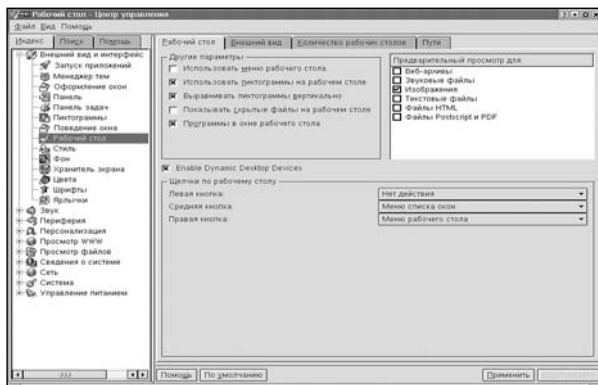 Рабочий стол - Центр управления
Файл Вид Помощь
Индекс Поиск Помощь
Внешний вид и интерфейс
Запуск приложений
Менеджер тем
Оформление окон
Панель
Панель задач
Пиктограммы
Поведение окна
Рабочий стол
Стиль
Фон
Хранитель экрана
Цвета
Шрифты
Ярлычки
Звук
Периферия
Персонализация
Просмотр WWW
Просмотр файлов
Сведения о системе
Сеть
Система
Управление питанием
Рабочий стол Внешний вид Количество рабочих столов Пути
Другие параметры
Использовать меню рабочего стола
Использовать пиктограммы на рабочем столе
Выравнивать пиктограммы вертикально
Показывать скрытые файлы на рабочем столе
Программы в окне рабочего стола
Предварительный просмотр для
Веб-архивы
Звуковые файлы
Изображения
Текстовые файлы
Файлы HTML
Файлы Postscript и PDF
Enable Dynamic Desktop Devices
Щелчки по рабочему столу
Левая кнопка: Нет действия
Средняя кнопка: Меню списка окон
Правая кнопка: Меню рабочего стола
Помощь По умолчанию Применить